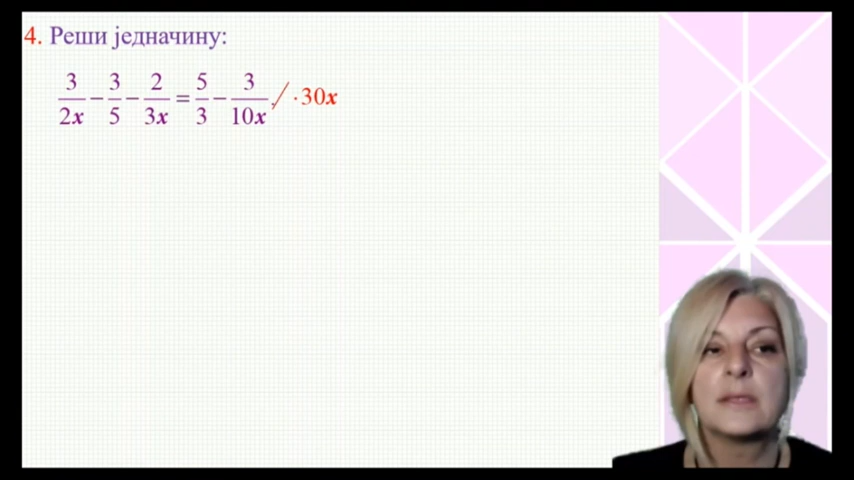 4. Реши једначину:
3/2x − 3/5 − 2/3x = 5/3 − 3/10x, / · 30x